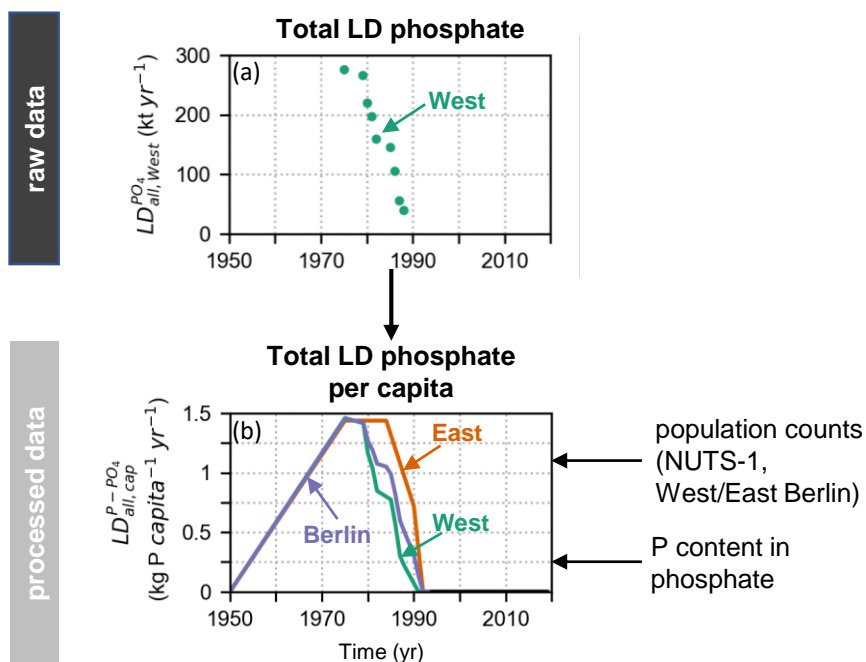 raw data
Total LD phosphate
(a)
West
LD^{PO_4}_{all, West} (kt yr^{-1})
300
200
100
0
1950
1970
1990
2010
processed data
Total LD phosphate
per capita
(b)
East
Berlin
West
LD^{P-PO_4}_{all, cap}
(kg P capita^{-1} yr^{-1})
1.5
1
0.5
0
1950
1970
1990
2010
Time (yr)
population counts
(NUTS-1,
West/East Berlin)
P content in
phosphate